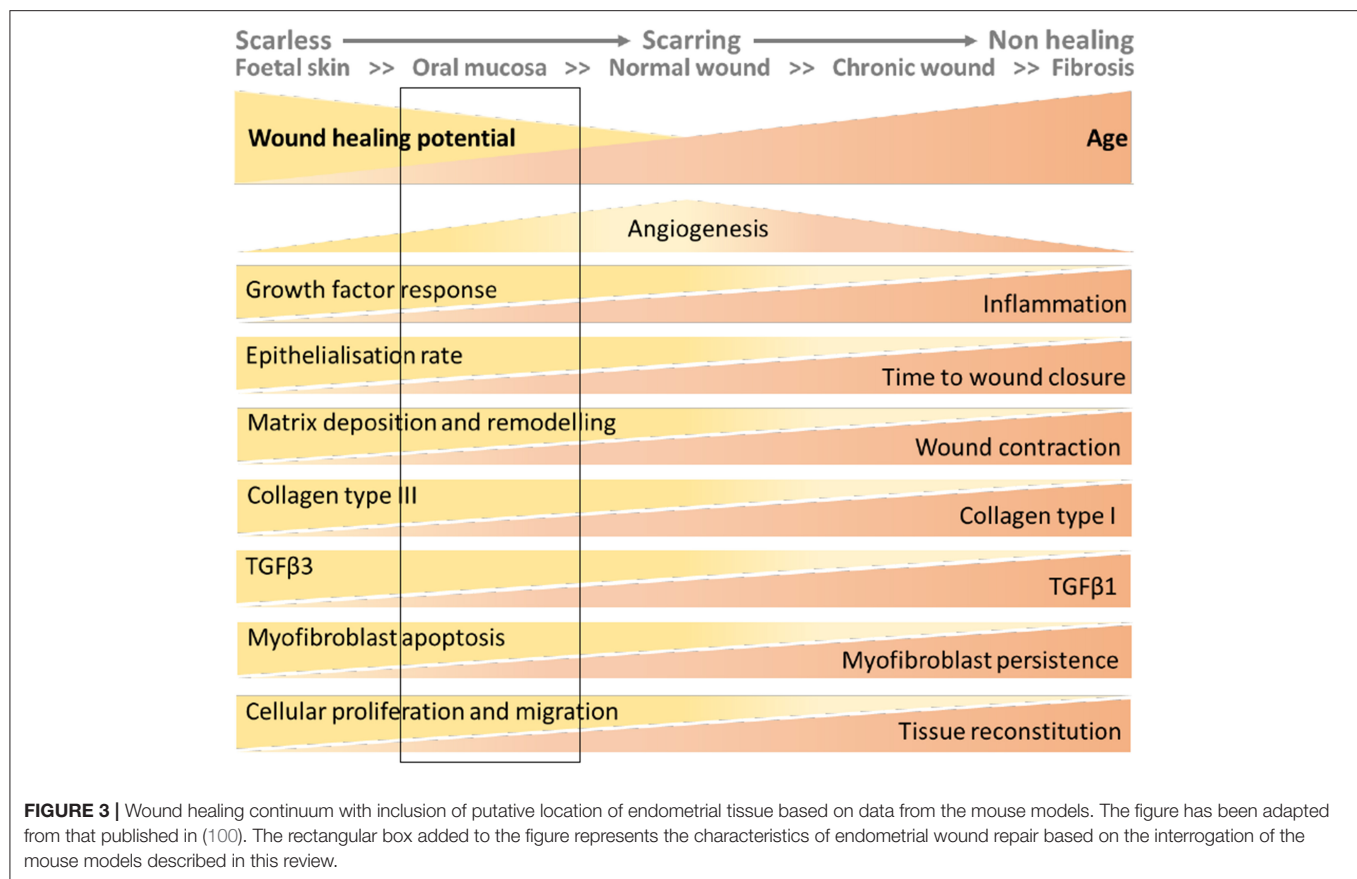 Scarless Scarring Non healing
Foetal skin >> Oral mucosa >> Normal wound >> Chronic wound >> Fibrosis
Wound healing potential Age
Angiogenesis
Growth factor response
Inflammation
Epithelialisation rate
Time to wound closure
Matrix deposition and remodelling
Wound contraction
Collagen type III
Collagen type I
TGFβ3
TGFβ1
Myofibroblast apoptosis
Myofibroblast persistence
Cellular proliferation and migration
Tissue reconstitution
FIGURE 3 | Wound healing continuum with inclusion of putative location of endometrial tissue based on data from the mouse models. The figure has been adapted
from that published in (100). The rectangular box added to the figure represents the characteristics of endometrial wound repair based on the interrogation of the
mouse models described in this review.